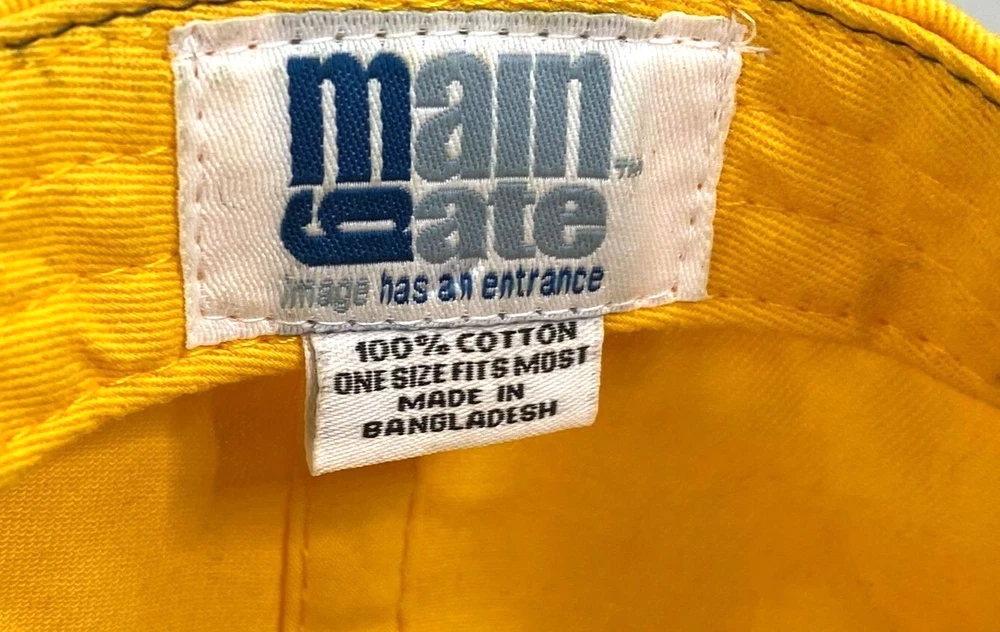 main
gate™
image has an entrance
100% COTTON
ONE SIZE FITS MOST
MADE IN
BANGLADESH